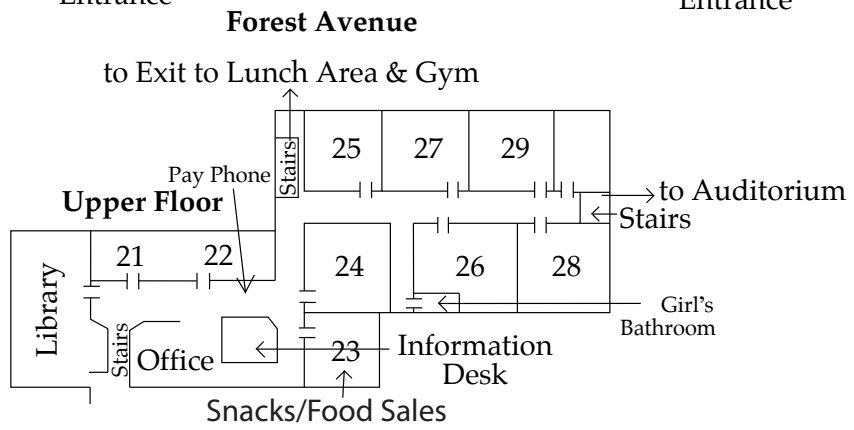 Entrance
Entrance
Forest Avenue
to Exit to Lunch Area & Gym
25
27
29
Stairs
Pay Phone
Upper Floor
to Auditorium
Stairs
21
22
24
26
28
Library
Girl's
Bathroom
Stairs
Office
23
Information
Desk
Snacks/Food Sales